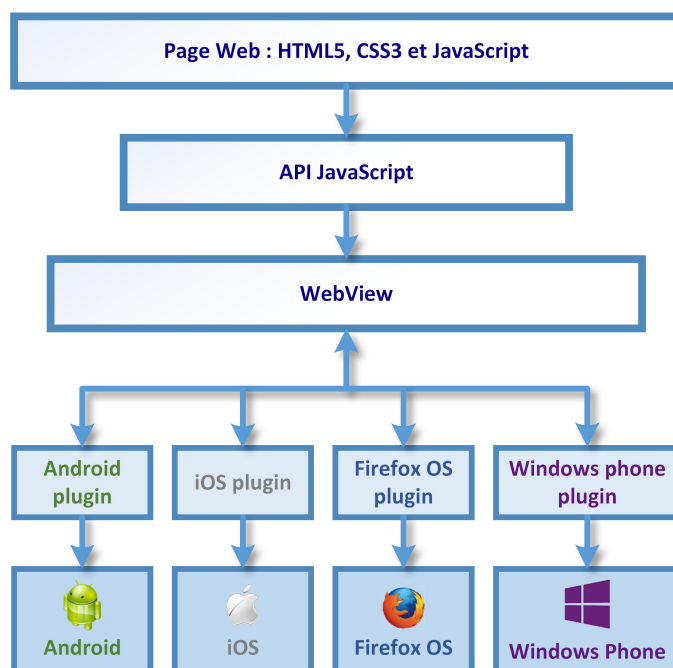 Page Web : HTML5, CSS3 et JavaScript
API JavaScript
WebView
Android
plugin
iOS plugin
Firefox OS
plugin
Windows phone
plugin
Android
iOS
Firefox OS
Windows Phone